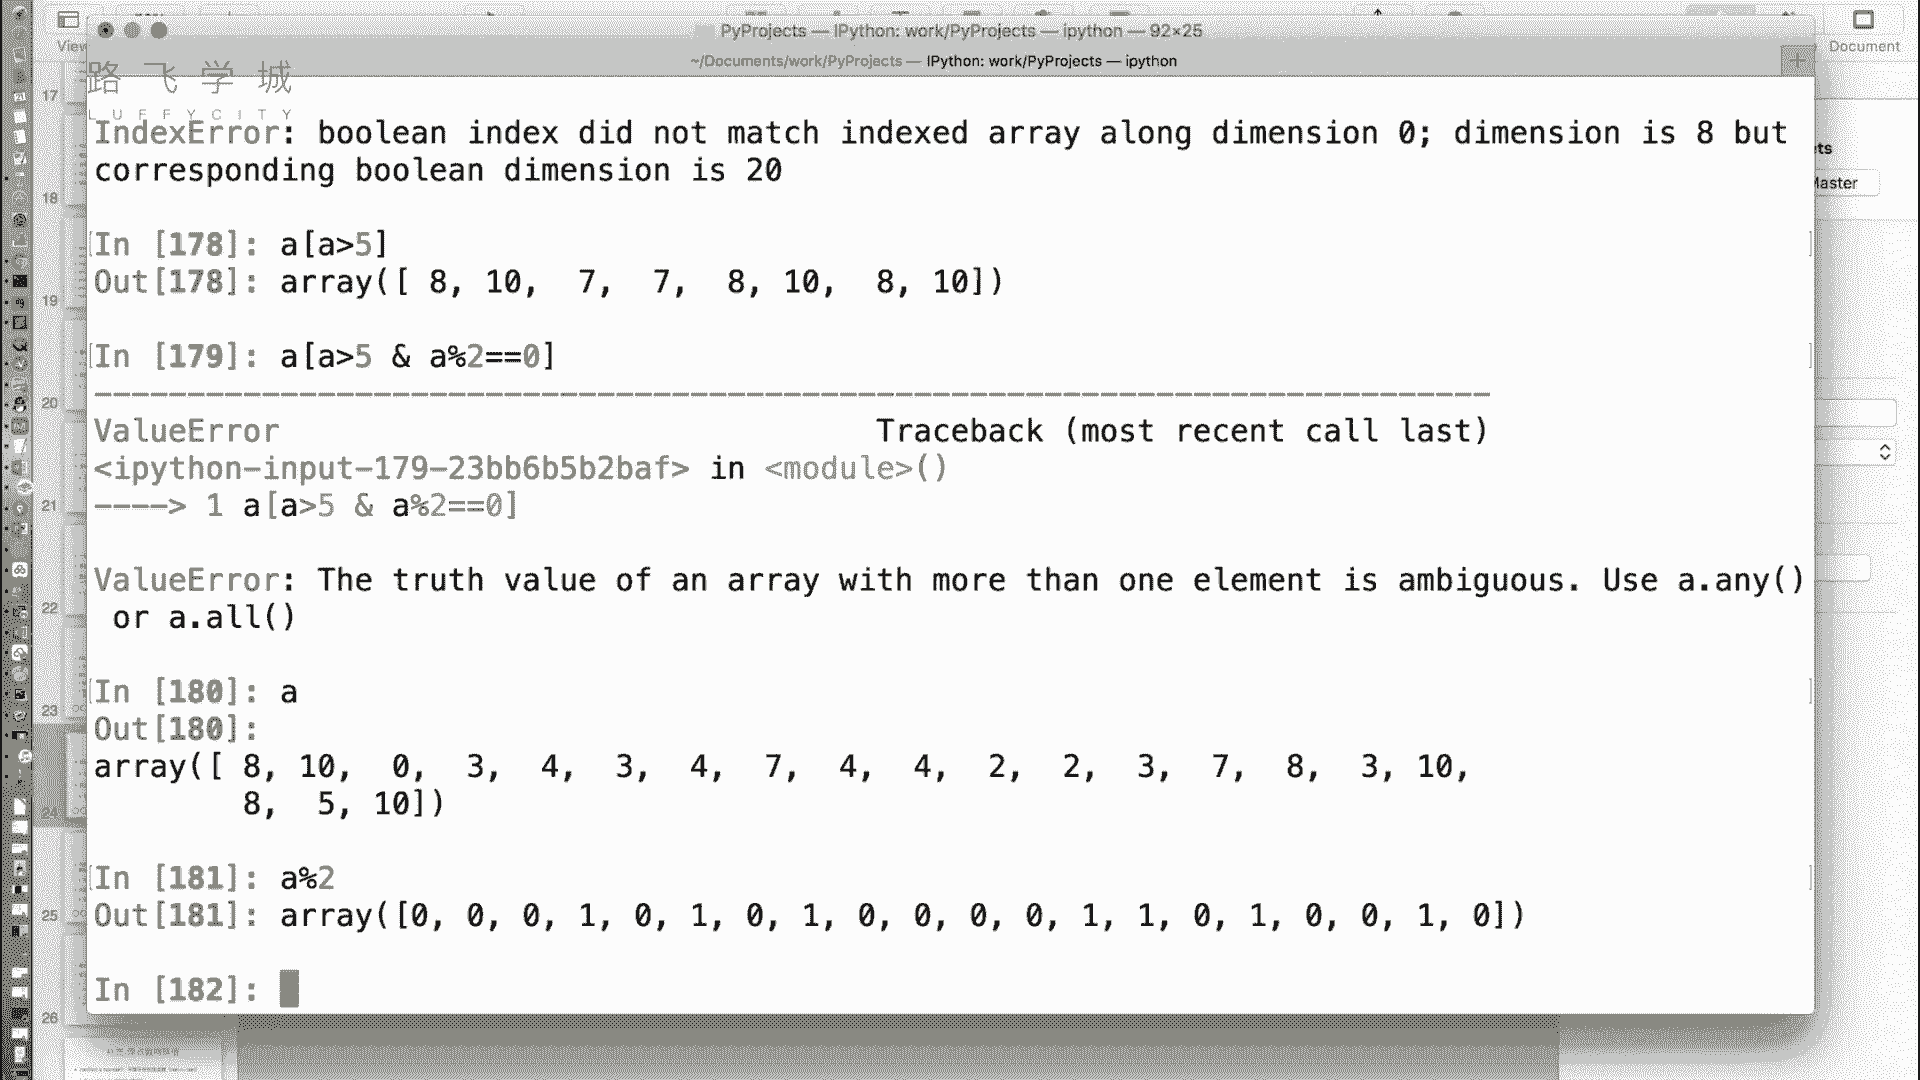 View
PyProjects — IPython: work/PyProjects — ipython — 92×25
Document
~/Documents/work/PyProjects — IPython: work/PyProjects — ipython
路飞学城
LUFFYCITY
IndexError: boolean index did not match indexed array along dimension 0; dimension is 8 but
corresponding boolean dimension is 20
Master
In [178]: a[a>5]
Out[178]: array([ 8, 10,  7,  7,  8, 10,  8, 10])
In [179]: a[a>5 & a%2==0]
---------------------------------------------------------------------------
ValueError                                Traceback (most recent call last)
<ipython-input-179-23bb6b5b2baf> in <module>()
----> 1 a[a>5 & a%2==0]
ValueError: The truth value of an array with more than one element is ambiguous. Use a.any()
 or a.all()
In [180]: a
Out[180]:
array([ 8, 10,  0,  3,  4,  3,  4,  7,  4,  4,  2,  2,  3,  7,  8,  3, 10,
        8,  5, 10])
In [181]: a%2
Out[181]: array([0, 0, 0, 1, 0, 1, 0, 1, 0, 0, 0, 0, 1, 1, 0, 1, 0, 0, 1, 0])
In [182]:
17
18
19
20
21
22
23
24
25
26